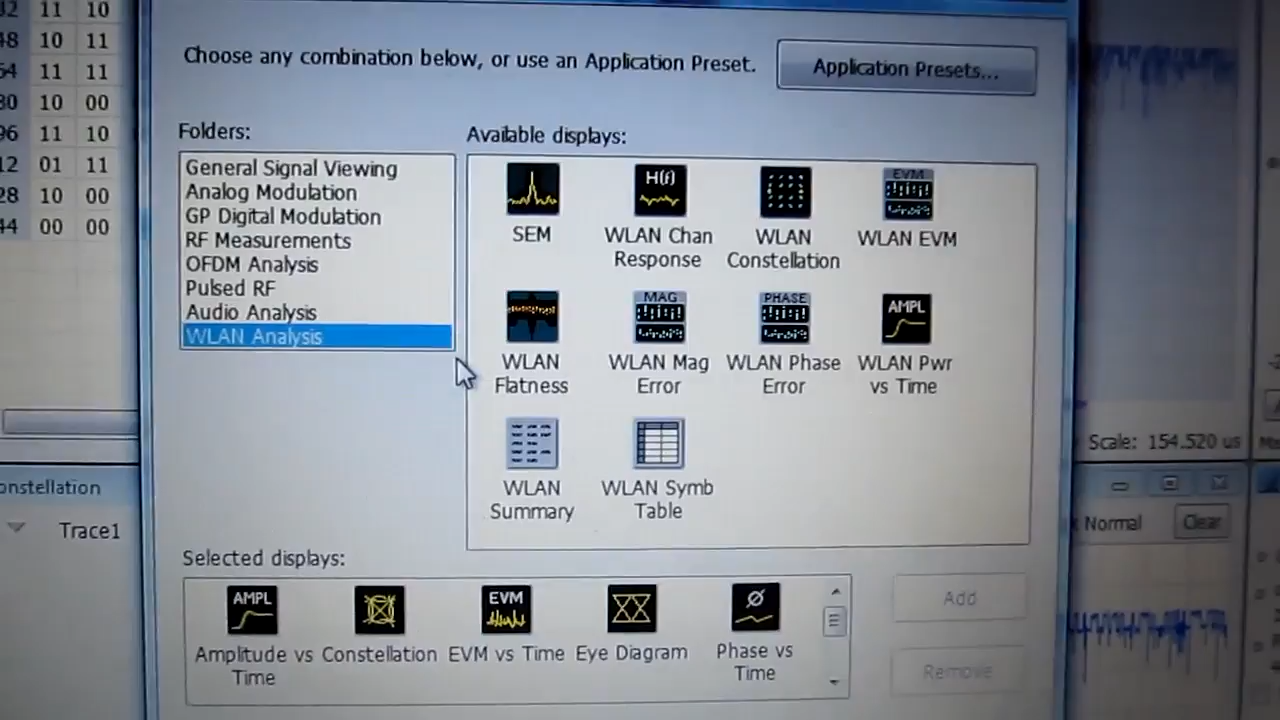 32 11 10
48 10 11
64 11 11
80 10 00
96 11 10
12 01 11
28 10 00
44 00 00
Choose any combination below, or use an Application Preset.
Application Presets...
Folders:
General Signal Viewing
Analog Modulation
GP Digital Modulation
RF Measurements
OFDM Analysis
Pulsed RF
Audio Analysis
WLAN Analysis
Available displays:
SEM
H(f)
WLAN Chan
Response
WLAN
Constellation
EVM
WLAN EVM
WLAN
Flatness
MAG
WLAN Mag
Error
PHASE
WLAN Phase
Error
AMPL
WLAN Pwr
vs Time
WLAN
Summary
WLAN Symb
Table
Selected displays:
AMPL
Amplitude vs
Time
Constellation
EVM
EVM vs Time
Eye Diagram
Ø
Phase vs
Time
Add
Remove
onstellation
Trace1
Scale: 154.520 us
Normal
Clear